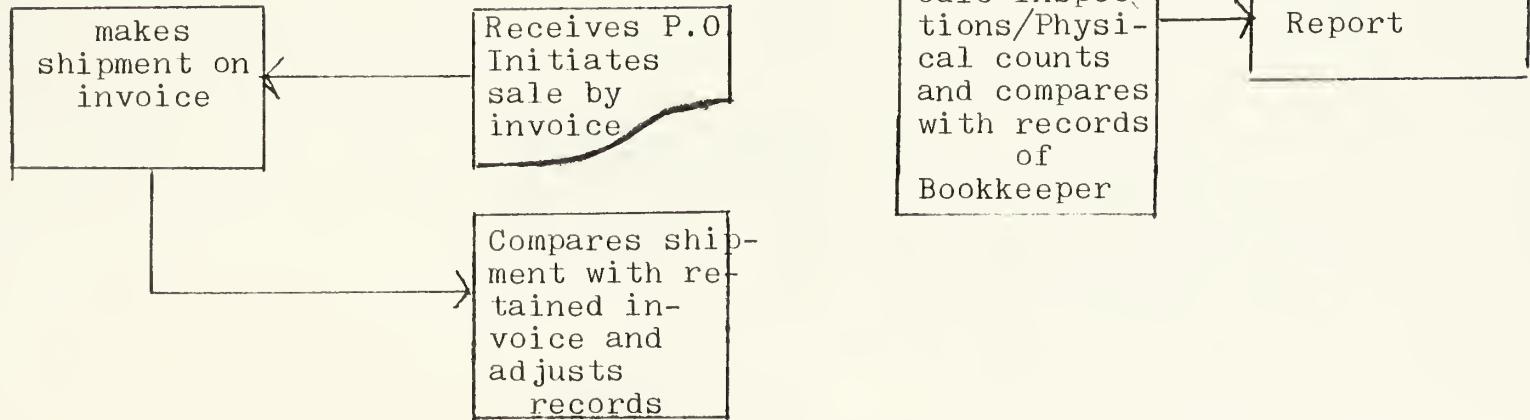 makes
shipment on
invoice
Receives P.O
Initiates
sale by
invoice
Compares ship-
ment with re-
tained in-
voice and
adjusts
records
tions/Physi-
cal counts
and compares
with records
of
Bookkeeper
Report